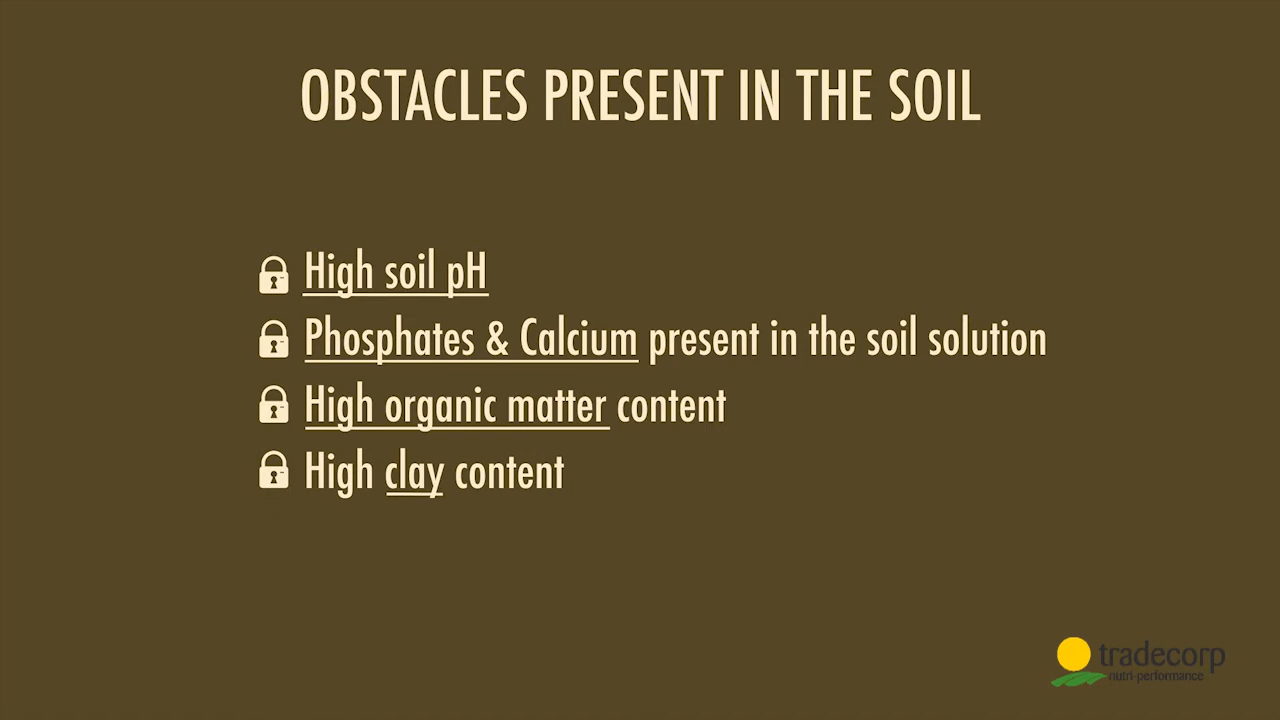 OBSTACLES PRESENT IN THE SOIL
High soil pH
Phosphates & Calcium present in the soil solution
High organic matter content
High clay content
tradecorp
nutri-performance